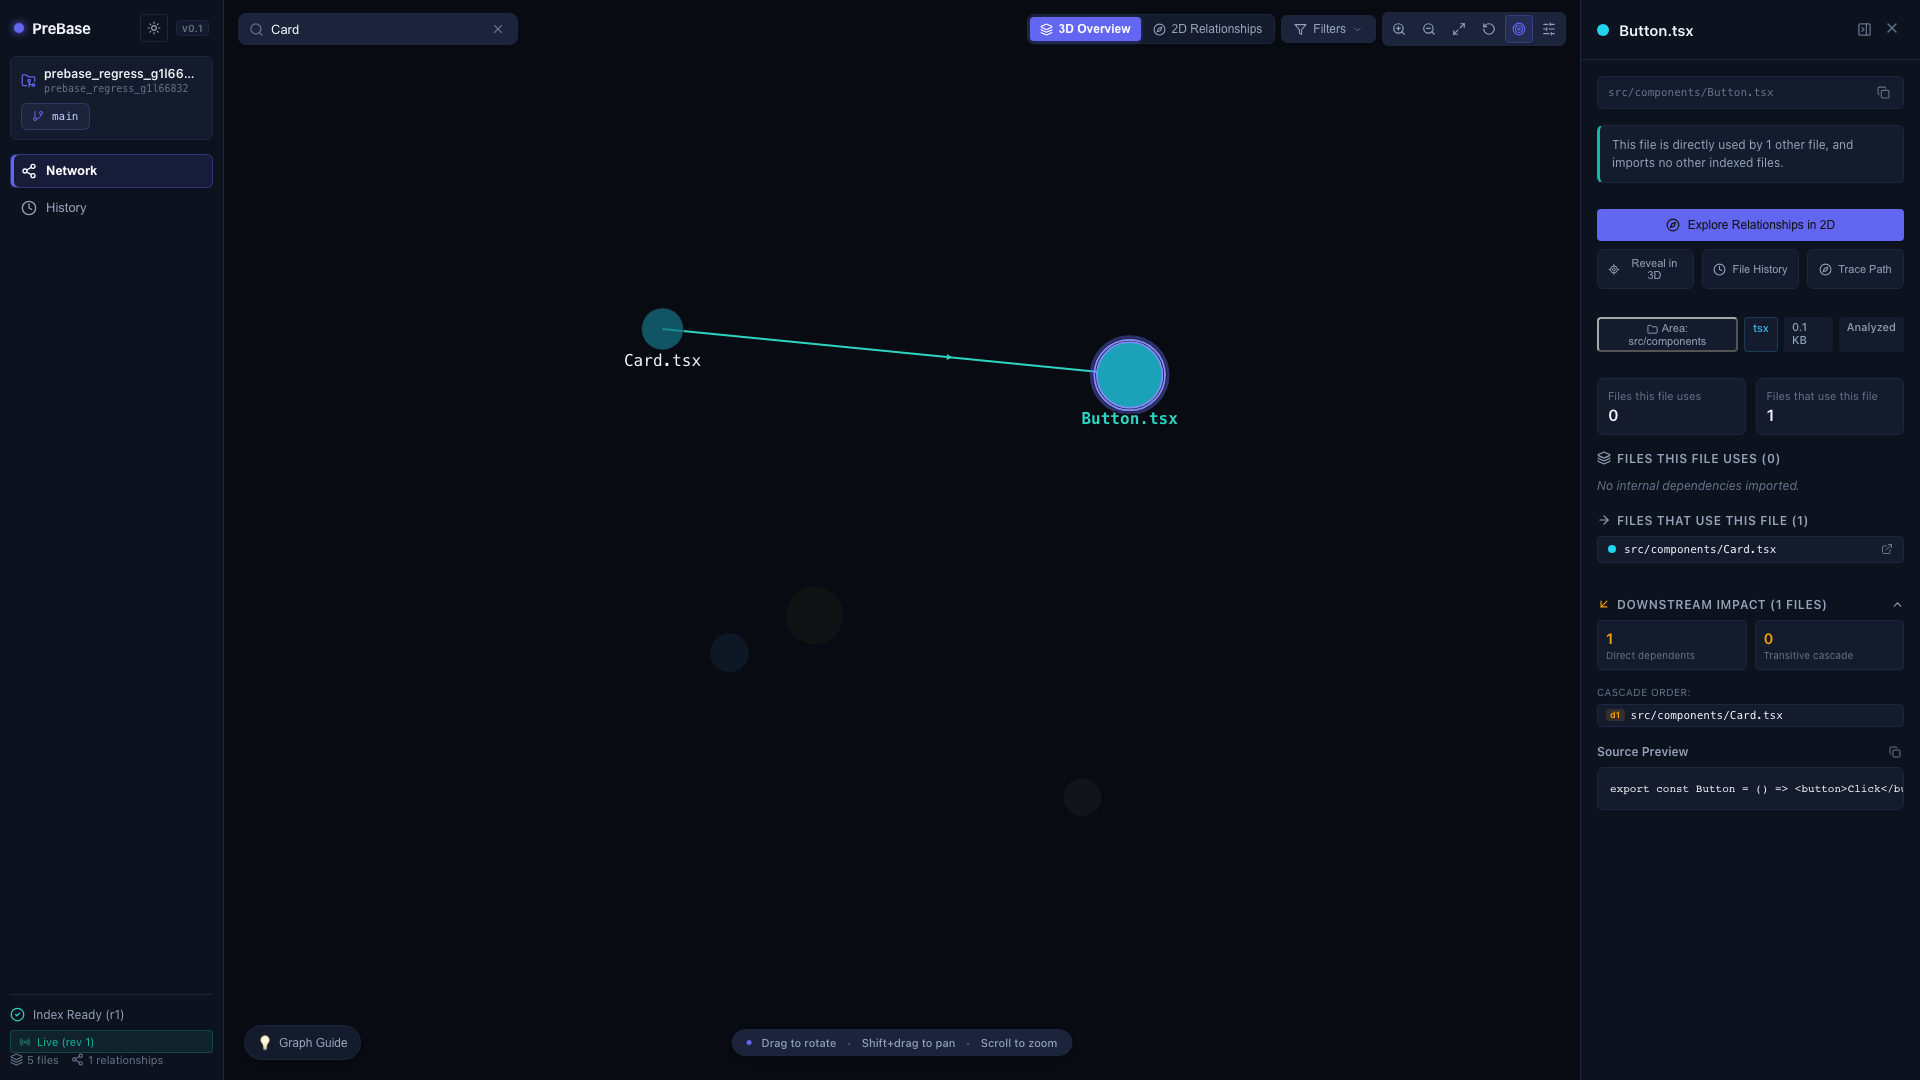 PreBase
v0.1
prebase_regress_g1l66...
prebase_regress_g1l66832
main
Network
History
Index Ready (r1)
Live (rev 1)
5 files
1 relationships
Card
3D Overview
2D Relationships
Filters
Card.tsx
Button.tsx
Graph Guide
Drag to rotate · Shift+drag to pan · Scroll to zoom
Button.tsx
src/components/Button.tsx
This file is directly used by 1 other file, and
imports no other indexed files.
Explore Relationships in 2D
Reveal in
3D
File History
Trace Path
Area:
src/components
tsx
0.1
KB
Analyzed
Files this file uses
0
Files that use this file
1
FILES THIS FILE USES (0)
No internal dependencies imported.
FILES THAT USE THIS FILE (1)
src/components/Card.tsx
DOWNSTREAM IMPACT (1 FILES)
1
Direct dependents
0
Transitive cascade
CASCADE ORDER:
d1 src/components/Card.tsx
Source Preview
export const Button = () => <button>Click</bu